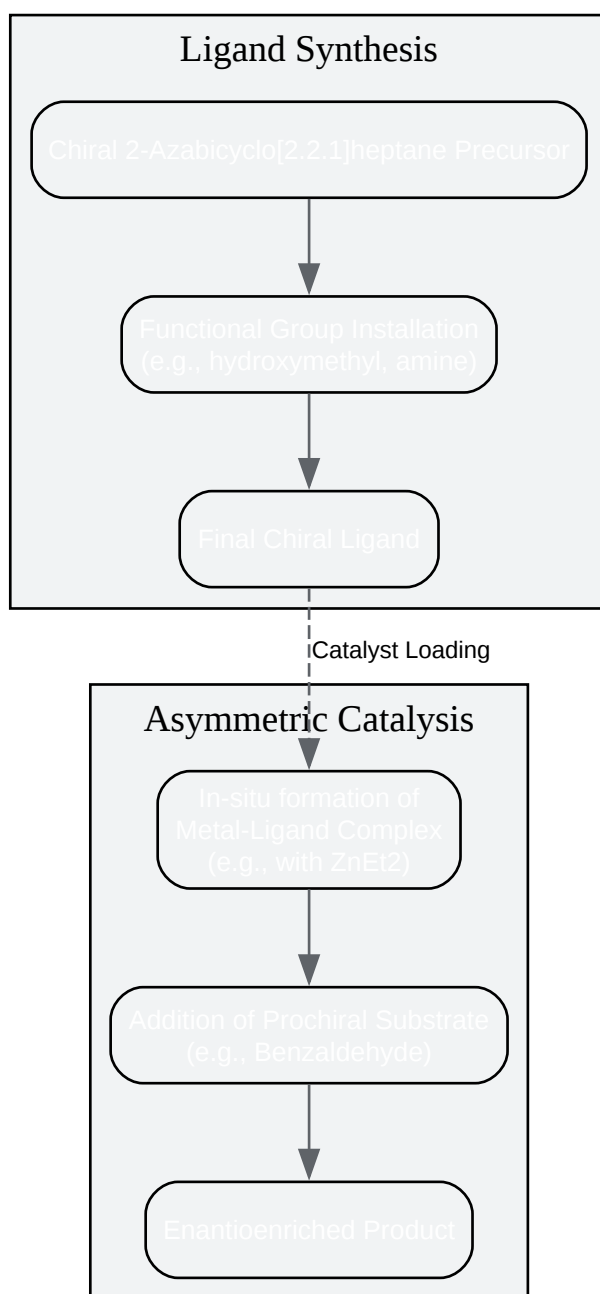 Ligand Synthesis
Chiral 2-Azabicyclo[2.2.1]heptane Precursor
Functional Group Installation
(e.g., hydroxymethyl, amine)
Final Chiral Ligand
Catalyst Loading
Asymmetric Catalysis
In-situ formation of
Metal-Ligand Complex
(e.g., with ZnEt2)
Addition of Prochiral Substrate
(e.g., Benzaldehyde)
Enantioenriched Product